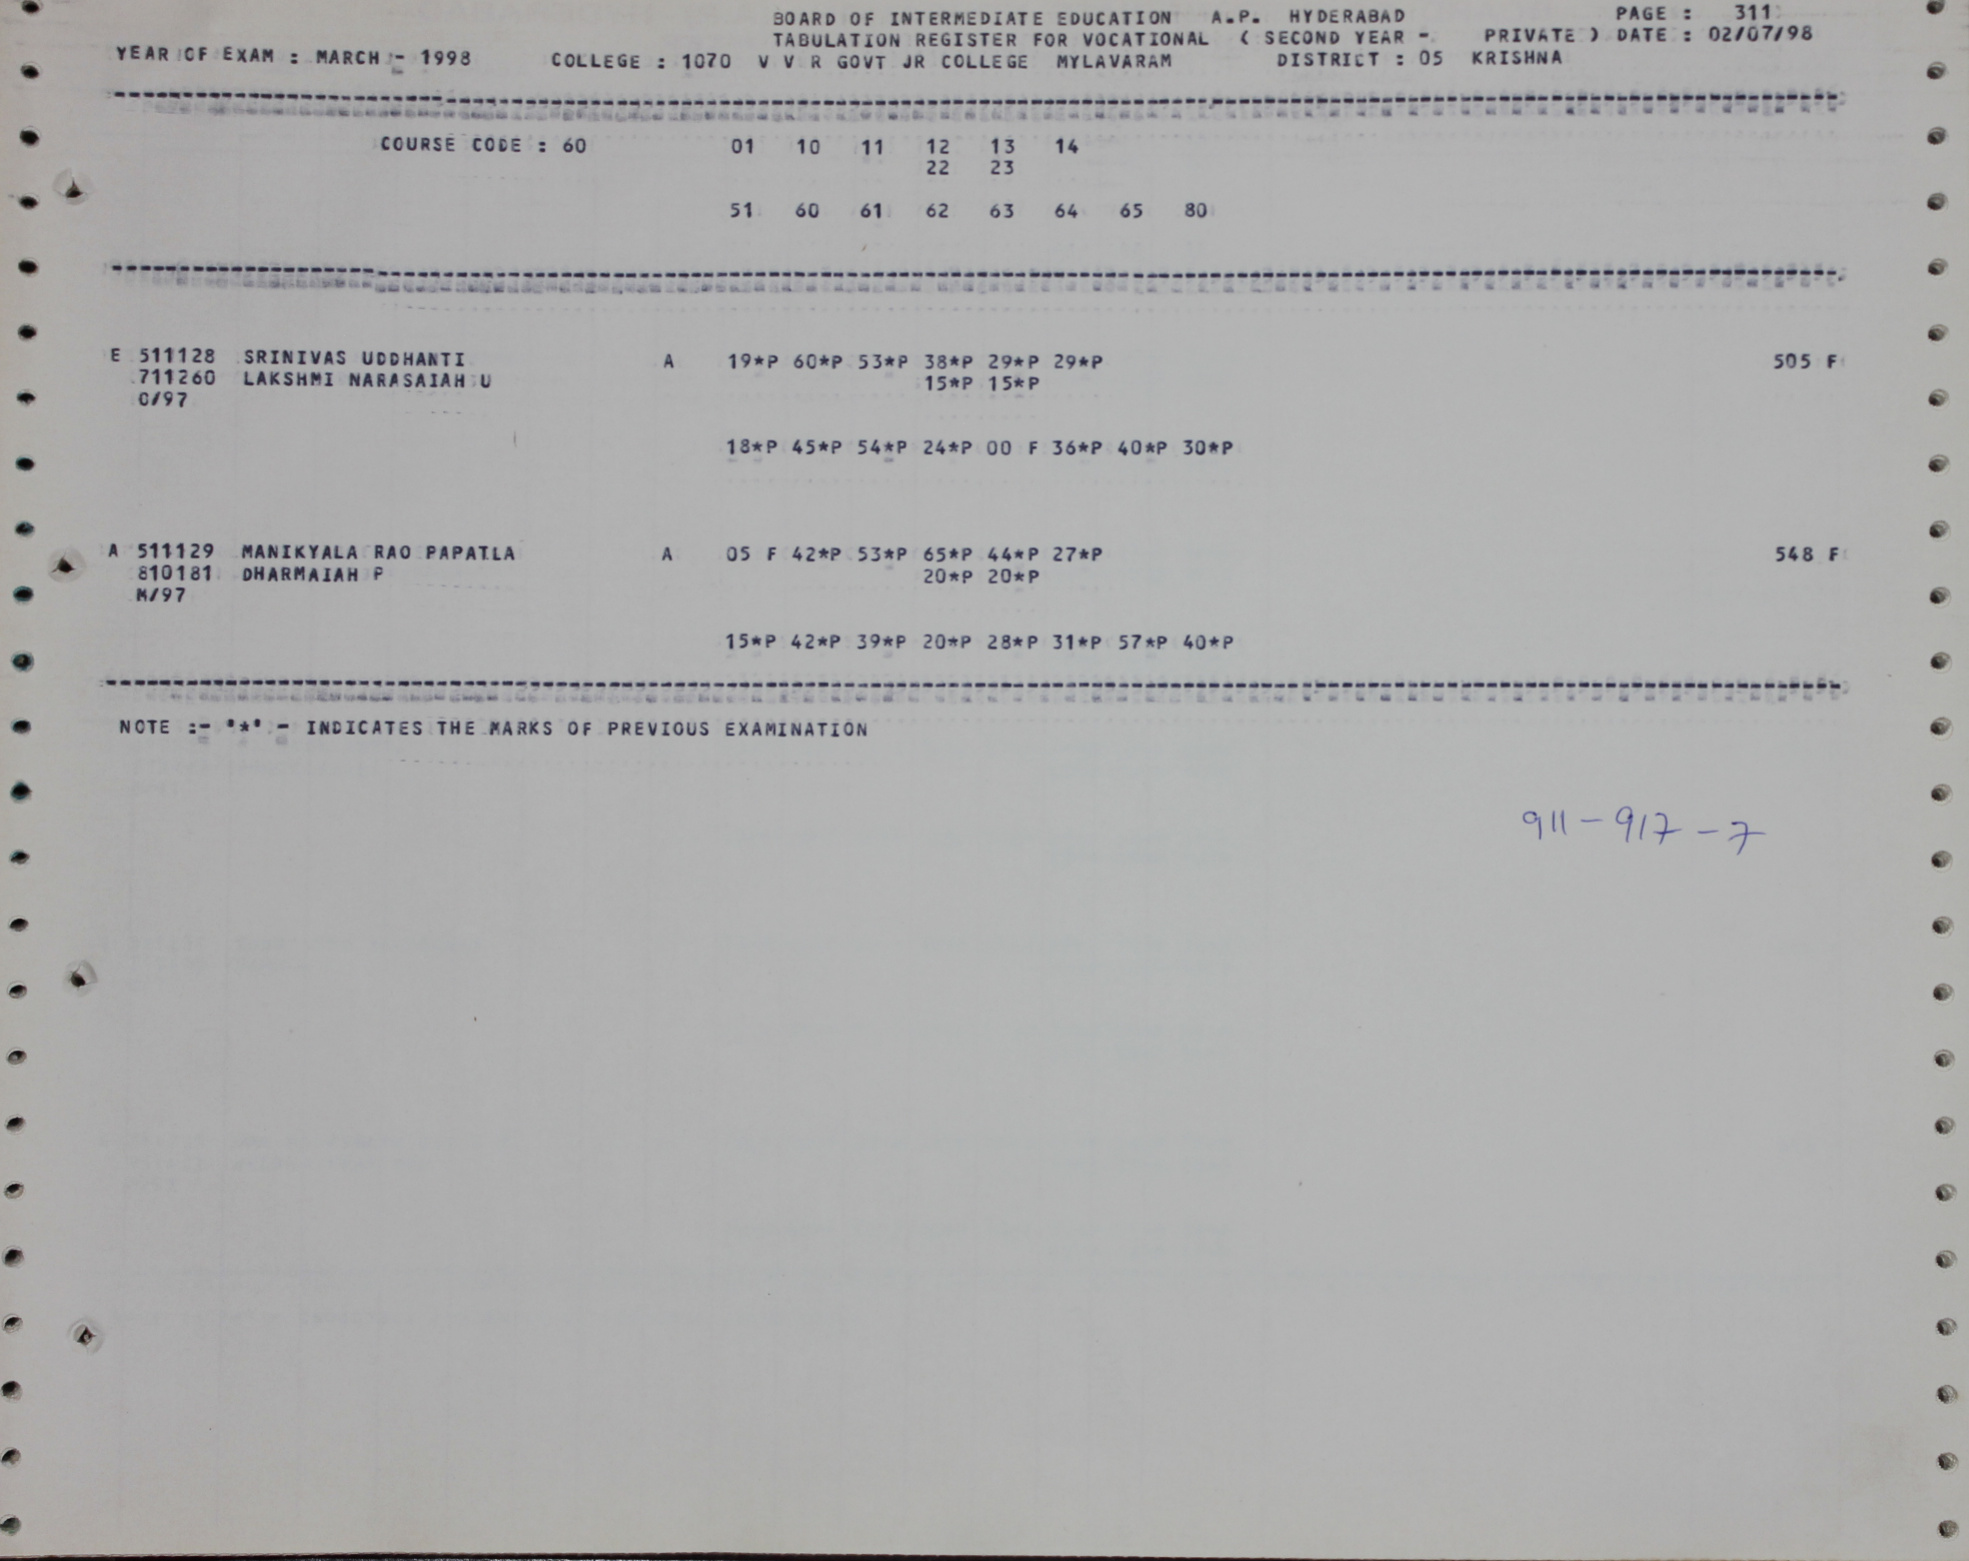 BOARD OF INTERMEDIATE EDUCATION A.P. HYDERABAD PAGE : 311
TABULATION REGISTER FOR VOCATIONAL ( SECOND YEAR - PRIVATE ) DATE : 02/07/98
YEAR OF EXAM : MARCH - 1998 COLLEGE : 1070 V V R GOVT JR COLLEGE MYLAVARAM DISTRICT : 05 KRISHNA
COURSE CODE : 60 01 10 11 12 13 14
22 23
51 60 61 62 63 64 65 80
E 511128 SRINIVAS UDDHANTI A 19*P 60*P 53*P 38*P 29*P 29*P 505 F
711260 LAKSHMI NARASAIAH U 15*P 15*P
O/97
18*P 45*P 54*P 24*P 00 F 36*P 40*P 30*P
A 511129 MANIKYALA RAO PAPATLA A 05 F 42*P 53*P 65*P 44*P 27*P 548 F
810181 DHARMAIAH P 20*P 20*P
M/97
15*P 42*P 39*P 20*P 28*P 31*P 57*P 40*P
NOTE :- "*" - INDICATES THE MARKS OF PREVIOUS EXAMINATION
911 - 917 - 7